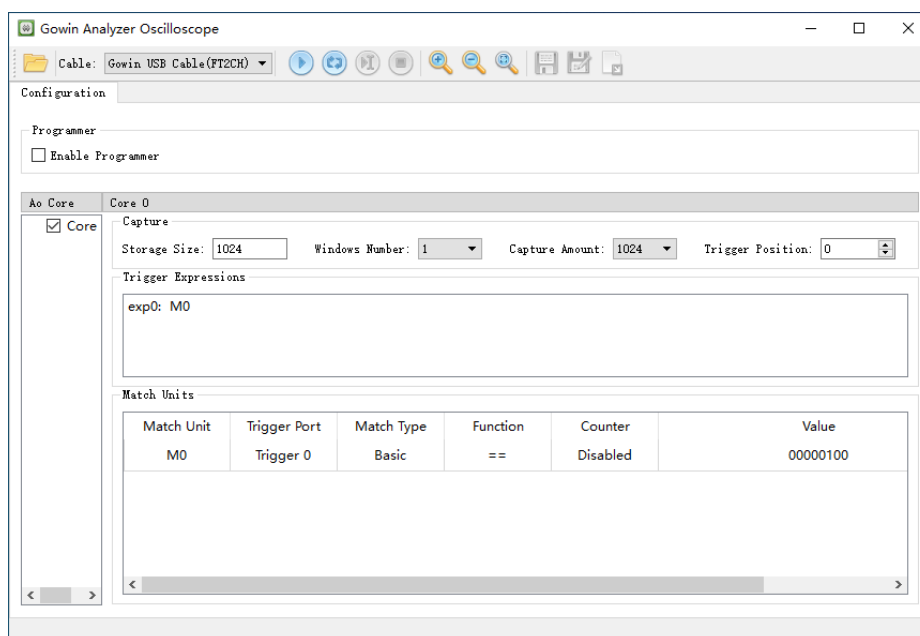 Gowin Analyzer Oscilloscope
Cable: Gowin USB Cable(FT2CH)
Configuration
Programmer
Enable Programmer
Ao Core Core 0
Core
Capture
Storage Size: 1024 Windows Number: 1 Capture Amount: 1024 Trigger Position: 0
Trigger Expressions
exp0: M0
Match Units
Match Unit Trigger Port Match Type Function Counter Value
M0 Trigger 0 Basic == Disabled 00000100